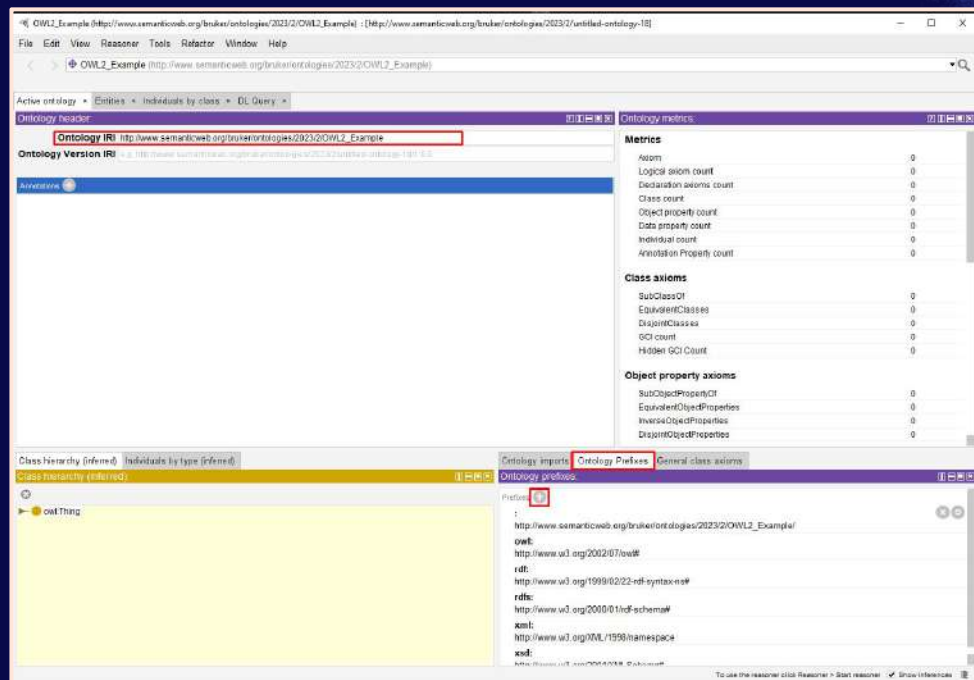 OWL2_Example (http://www.semanticweb.org/bruker/ontologies/2023/2/OWL2_Example) : [http://www.semanticweb.org/bruker/ontologies/2023/2/untitled-ontology-18]
File Edit View Reasoner Tools Refactor Window Help
OWL2_Example (http://www.semanticweb.org/bruker/ontologies/2023/2/OWL2_Example)
Active ontology × Entities × Individuals by class × DL Query ×
Ontology header:
Ontology IRI http://www.semanticweb.org/bruker/ontologies/2023/2/OWL2_Example
Ontology Version IRI
Annotations
Ontology metrics:
Metrics
Axiom 0
Logical axiom count 0
Declaration axioms count 0
Class count 0
Object property count 0
Data property count 0
Individual count 0
Annotation Property count 0
Class axioms
SubClassOf 0
EquivalentClasses 0
DisjointClasses 0
GCI count 0
Hidden GCI Count 0
Object property axioms
SubObjectPropertyOf 0
EquivalentObjectProperties 0
InverseObjectProperties 0
DisjointObjectProperties 0
Class hierarchy (inferred) Individuals by type (inferred)
Class hierarchy (inferred):
owl:Thing
Ontology imports Ontology Prefixes General class axioms
Ontology prefixes:
Prefixes
:
http://www.semanticweb.org/bruker/ontologies/2023/2/OWL2_Example/
owl:
http://www.w3.org/2002/07/owl#
rdf:
http://www.w3.org/1999/02/22-rdf-syntax-ns#
rdfs:
http://www.w3.org/2000/01/rdf-schema#
xml:
http://www.w3.org/XML/1998/namespace
xsd:
To use the reasoner click Reasoner > Start reasoner Show Inferences